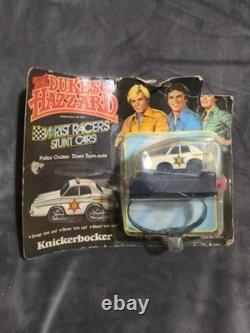 THE DUKES OF
HAZZARD
WRIST RACERS
STUNT CARS
Police Cruiser Does Spin-outs
Knickerbocker